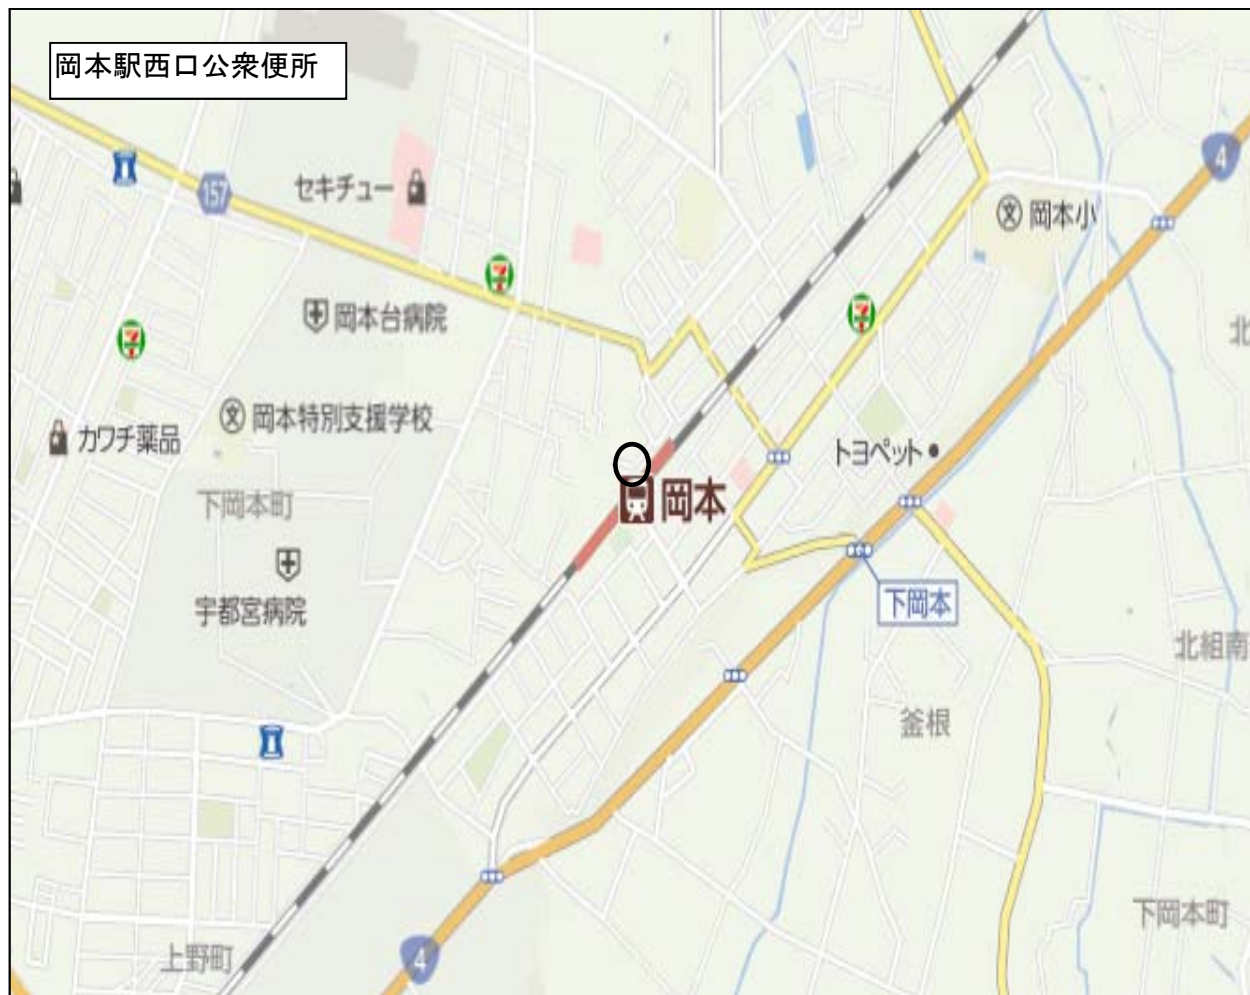 岡本駅西口公衆便所
4
157
セキチュー
岡本小
7
7
岡本台病院
7
北
岡本特別支援学校
カワチ薬品
トヨペット
岡本
下岡本町
宇都宮病院
下岡本
北組南
釜根
下岡本町
上野町
4